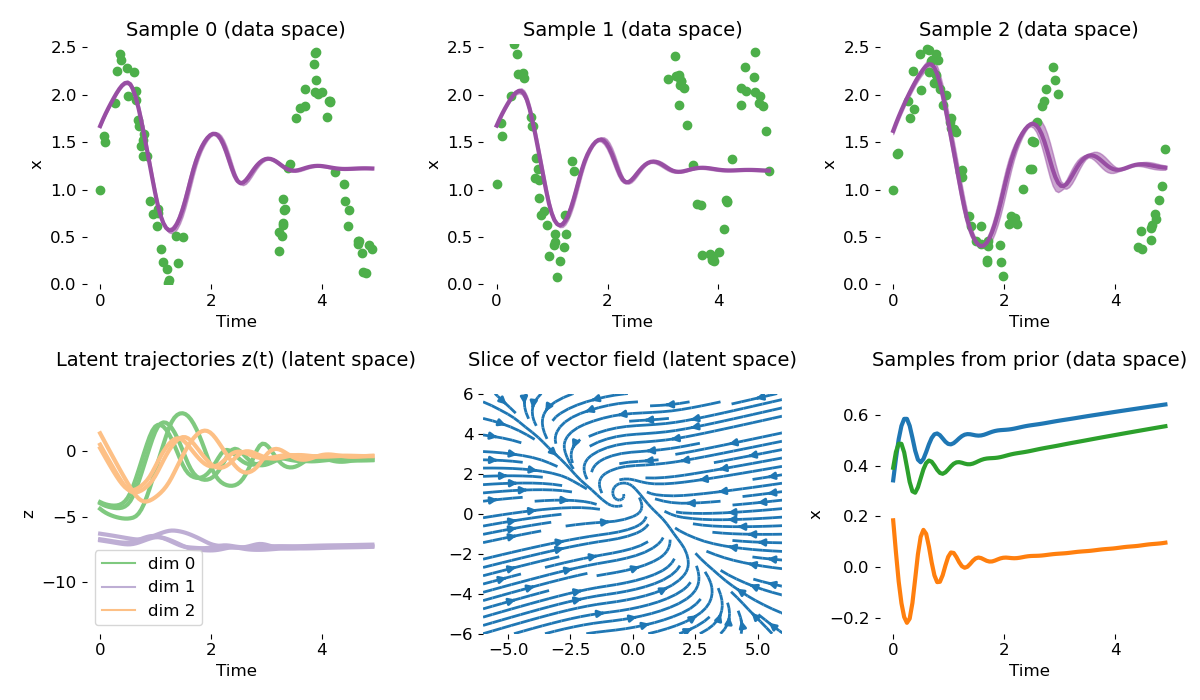 Sample 0 (data space)
Sample 1 (data space)
Sample 2 (data space)
2.5
2.0
1.5
1.0
0.5
0.0
x
0
2
4
Time
2.5
2.0
1.5
1.0
0.5
0.0
x
0
2
4
Time
2.5
2.0
1.5
1.0
0.5
0.0
x
0
2
4
Time
Latent trajectories z(t) (latent space)
Slice of vector field (latent space)
Samples from prior (data space)
0
−5
−10
z
dim 0
dim 1
dim 2
0
2
4
Time
6
4
2
0
−2
−4
−6
−5.0
−2.5
0.0
2.5
5.0
0.6
0.4
0.2
0.0
−0.2
x
0
2
4
Time